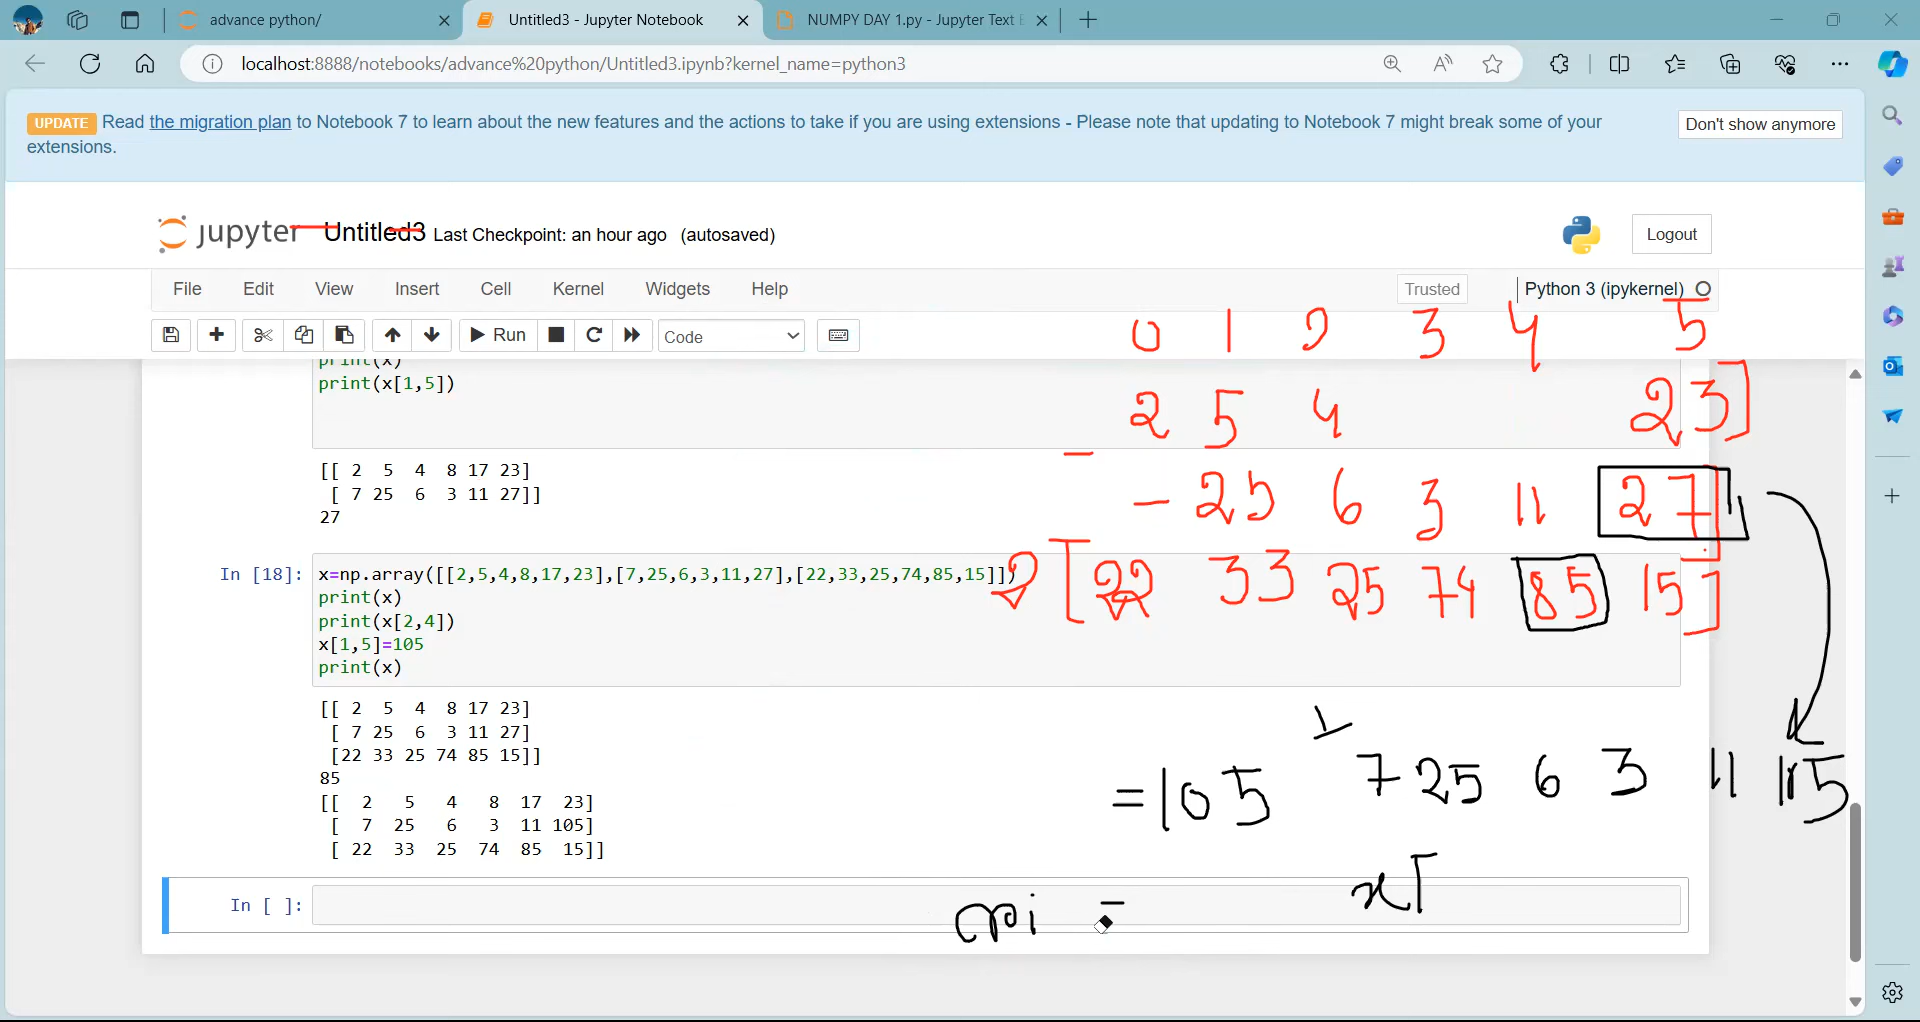 advance python/
Untitled3 - Jupyter Notebook
NUMPY DAY 1.py - Jupyter Text
localhost:8888/notebooks/advance%20python/Untitled3.ipynb?kernel_name=python3
UPDATE Read the migration plan to Notebook 7 to learn about the new features and the actions to take if you are using extensions - Please note that updating to Notebook 7 might break some of your
extensions.
Don't show anymore
jupyter Untitled3 Last Checkpoint: an hour ago (autosaved)
Logout
File Edit View Insert Cell Kernel Widgets Help
Trusted
Python 3 (ipykernel)
Run
Code
0 1 2 3 4 5
print(x)
print(x[1,5])
2 5 4 23]
[[ 2 5 4 8 17 23]
[ 7 25 6 3 11 27]]
27
25 6 3 11 27]
In [18]:
x=np.array([[2,5,4,8,17,23],[7,25,6,3,11,27],[22,33,25,74,85,15]])
print(x)
print(x[2,4])
x[1,5]=105
print(x)
2 [22 33 25 74 85 15]
[[ 2 5 4 8 17 23]
[ 7 25 6 3 11 27]
[22 33 25 74 85 15]]
85
[[ 2 5 4 8 17 23]
[ 7 25 6 3 11 105]
[ 22 33 25 74 85 15]]
7 25 6 3 11 105
=105
x[
In [ ]: